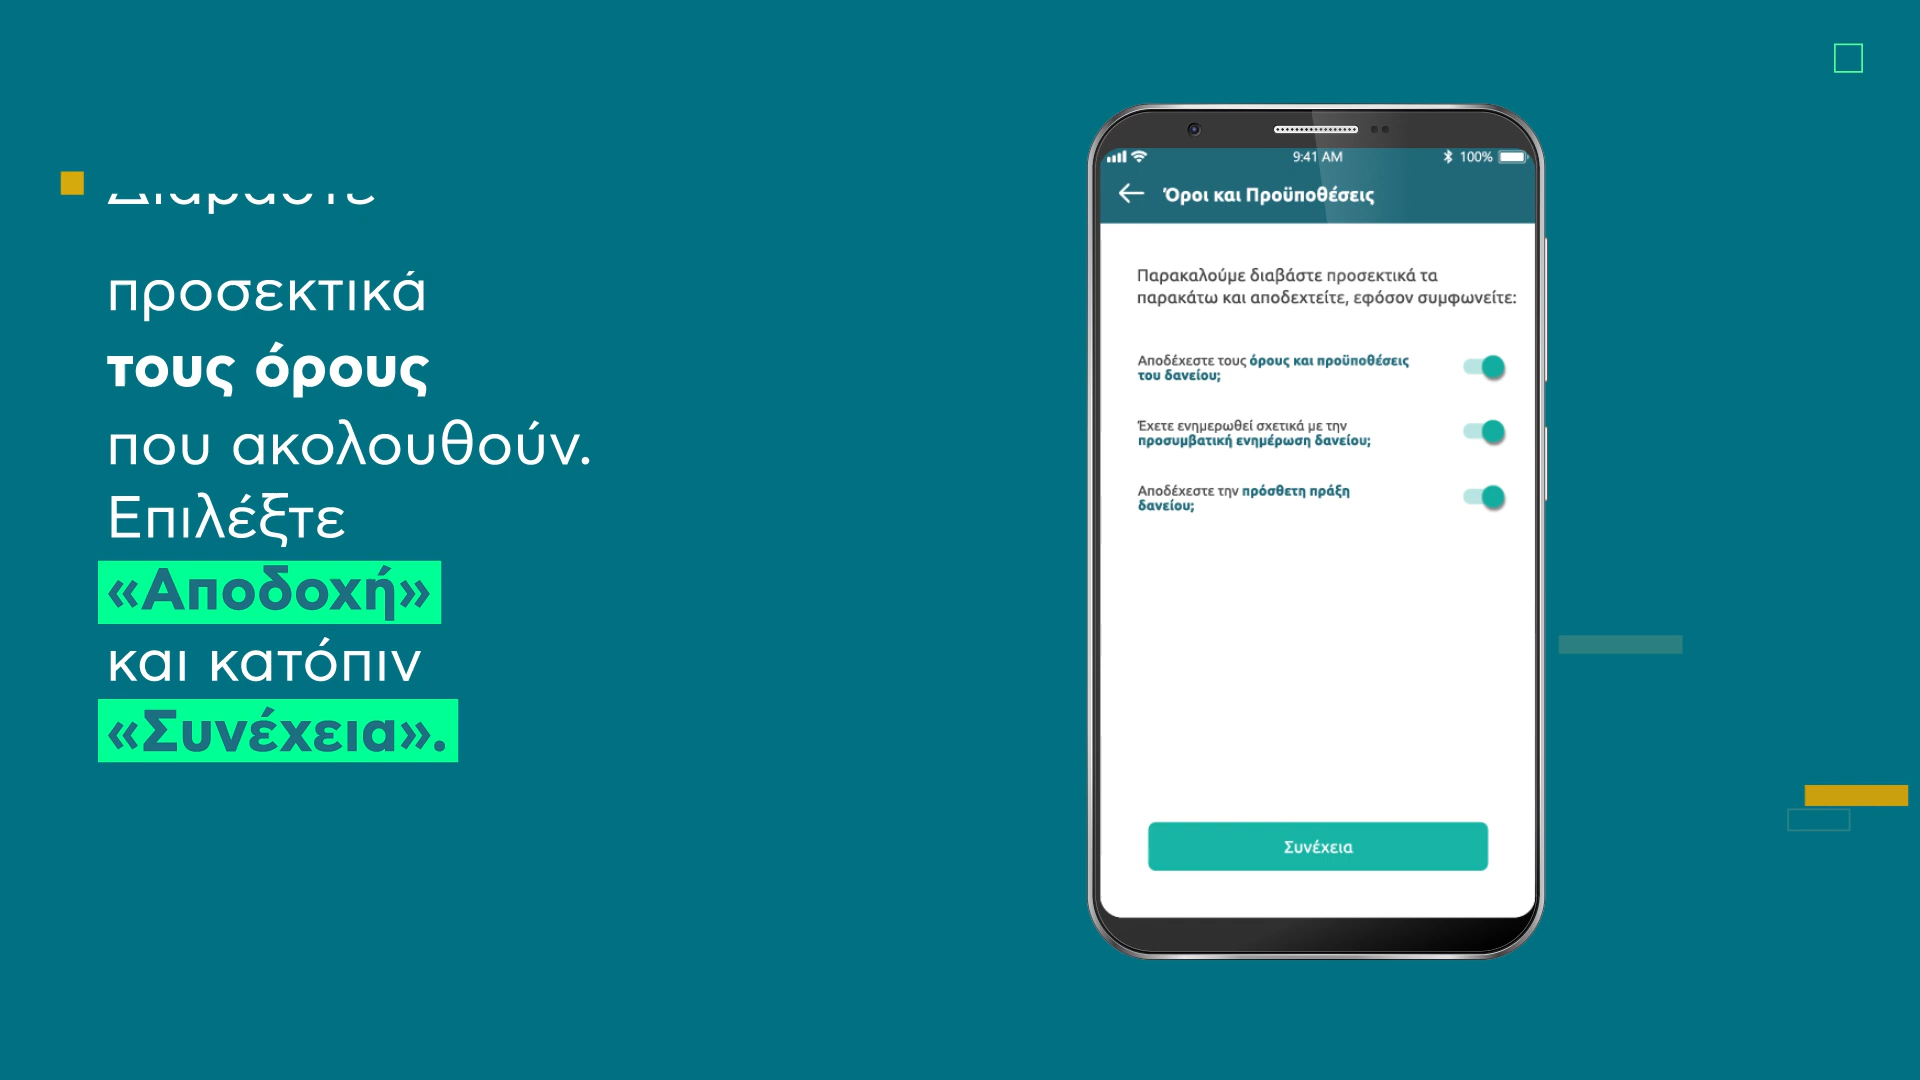 προσεκτικά
τους όρους
που ακολουθούν.
Επιλέξτε
«Αποδοχή»
και κατόπιν
«Συνέχεια».
9:41 AM
100%
Όροι και Προϋποθέσεις
Παρακαλούμε διαβάστε προσεκτικά τα
παρακάτω και αποδεχτείτε, εφόσον συμφωνείτε:
Αποδέχεστε τους όρους και προϋποθέσεις
του δανείου;
Έχετε ενημερωθεί σχετικά με την
προσυμβατική ενημέρωση δανείου;
Αποδέχεστε την πρόσθετη πράξη
δανείου;
Συνέχεια